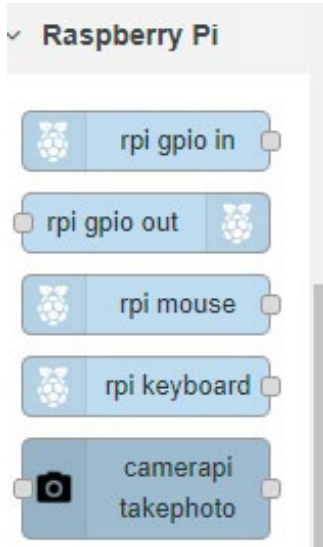 Raspberry Pi
rpi gpio in
rpi gpio out
rpi mouse
rpi keyboard
camerapi
takephoto